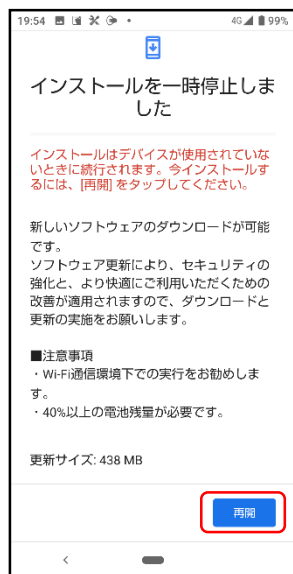 19:54 4G 99%
インストールを一時停止しま
した
インストールはデバイスが使用されていな
いときに続行されます。今インストールす
るには、[再開] をタップしてください。
新しいソフトウェアのダウンロードが可能
です。
ソフトウェア更新により、セキュリティの
強化と、より快適にご利用いただくための
改善が適用されますので、ダウンロードと
更新の実施をお願いします。
■注意事項
・Wi-Fi通信環境下での実行をお勧めしま
す。
・40%以上の電池残量が必要です。
更新サイズ: 438 MB
再開